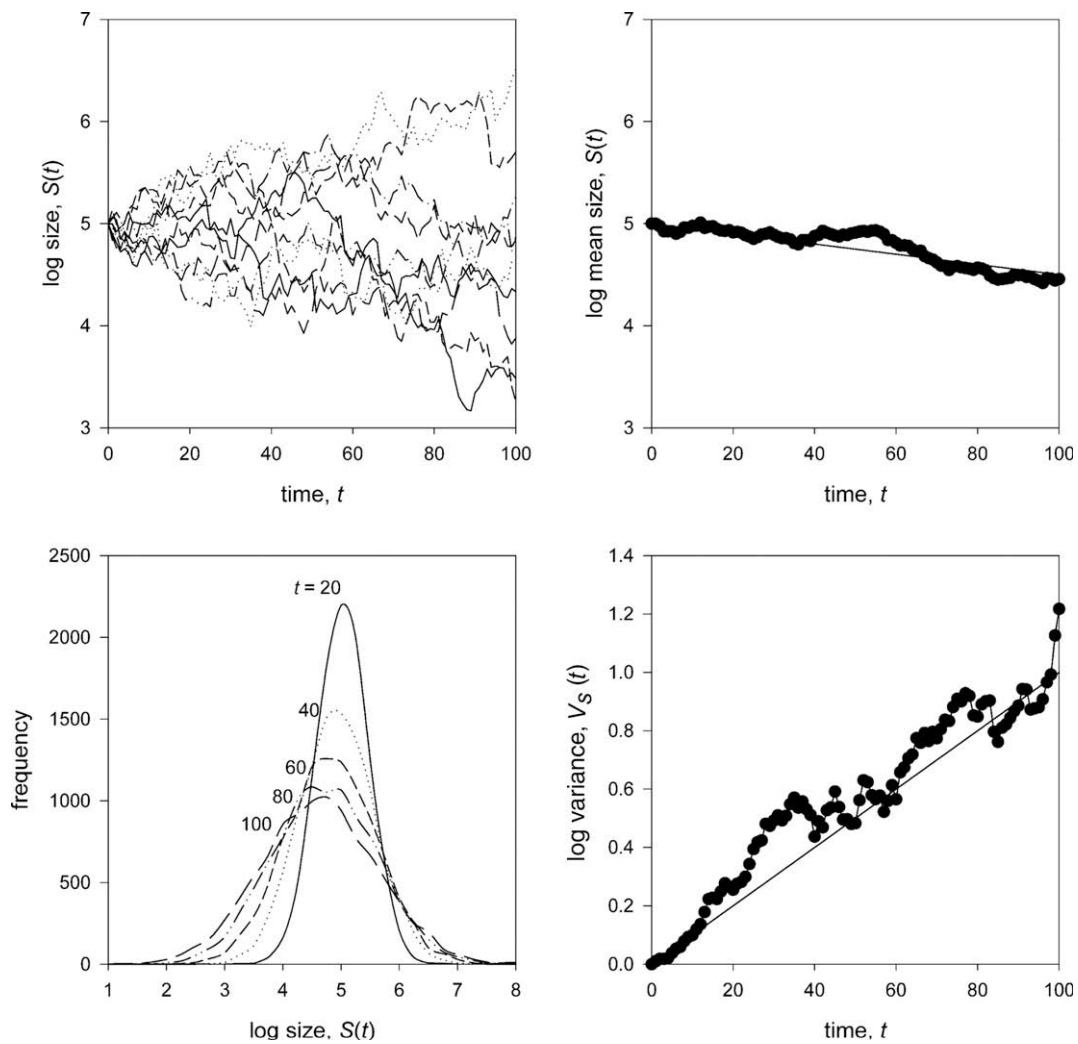 7
6
5
4
3
log size, S(t)
0 20 40 60 80 100
time, t
7
6
5
4
3
log mean size, S(t)
0 20 40 60 80 100
time, t
2500
2000
1500
1000
500
0
frequency
t = 20
40
60
80
100
1 2 3 4 5 6 7 8
log size, S(t)
1.4
1.2
1.0
0.8
0.6
0.4
0.2
0.0
log variance, VS (t)
0 20 40 60 80 100
time, t